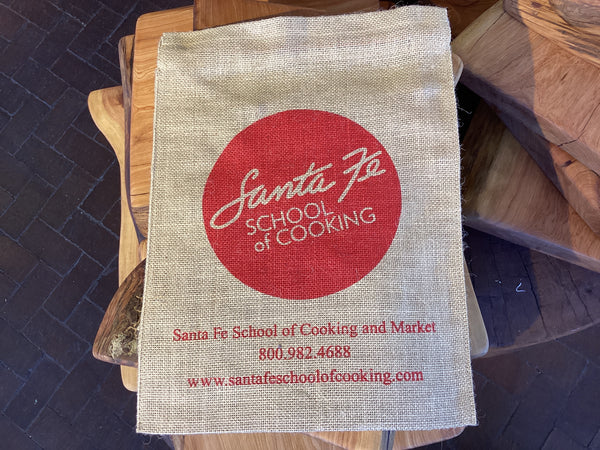 Santa Fe
SCHOOL
of COOKING
Santa Fe School of Cooking and Market
800.982.4688
www.santafeschoolofcooking.com